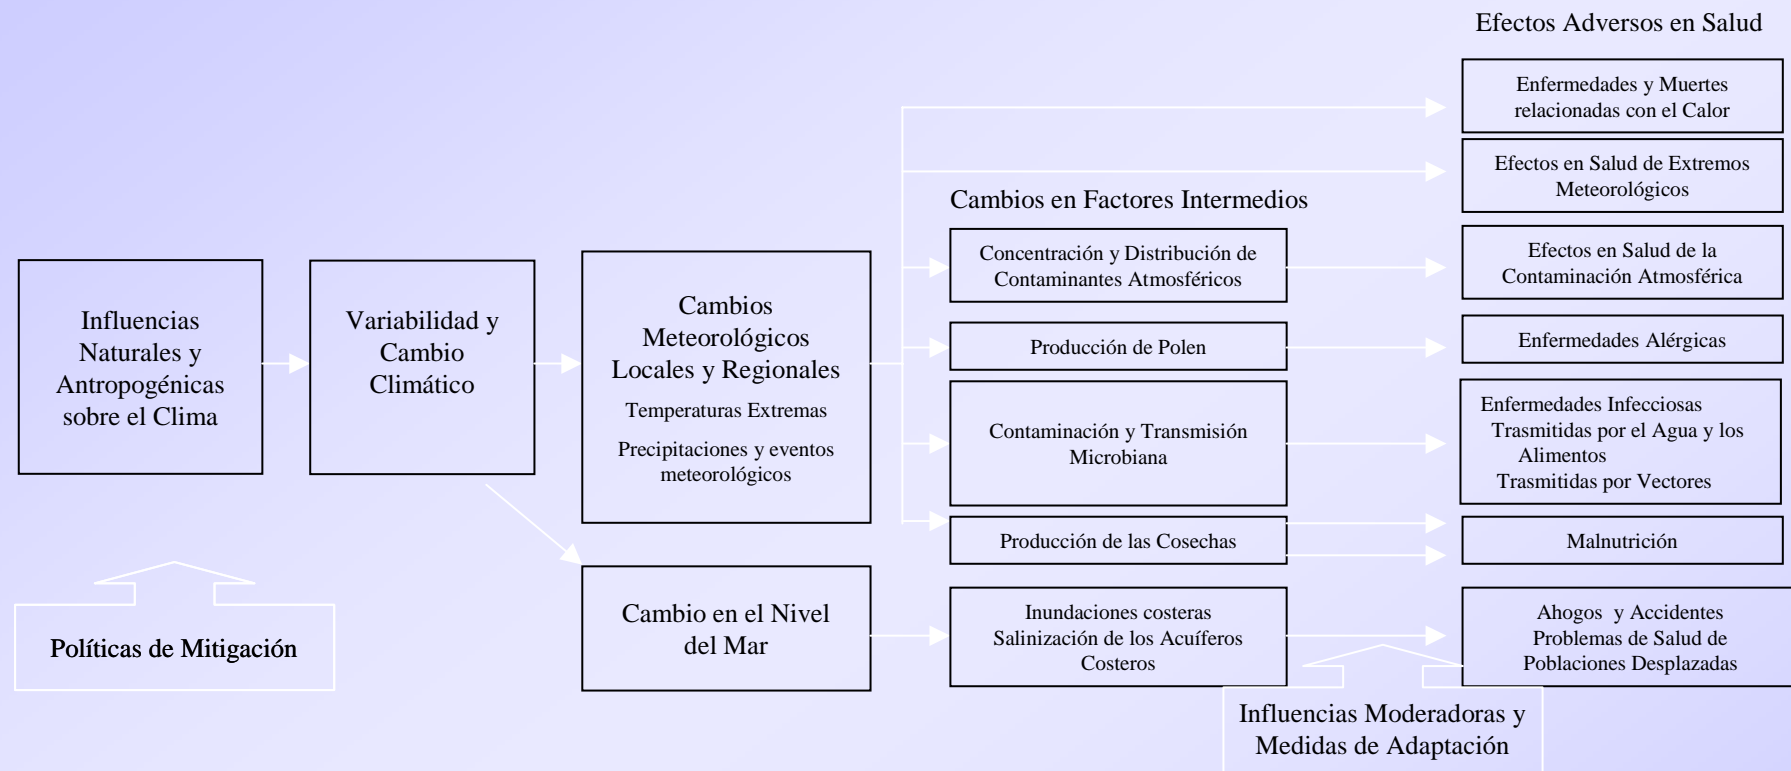 Efectos Adversos en Salud
Enfermedades y Muertes
relacionadas con el Calor
Efectos en Salud de Extremos
Meteorológicos
Cambios en Factores Intermedios
Concentración y Distribución de
Contaminantes Atmosféricos
Efectos en Salud de la
Contaminación Atmosférica
Influencias
Naturales y
Antropogénicas
sobre el Clima
Variabilidad y
Cambio
Climático
Cambios
Meteorológicos
Locales y Regionales
Temperaturas Extremas
Precipitaciones y eventos
meteorológicos
Producción de Polen
Enfermedades Alérgicas
Contaminación y Transmisión
Microbiana
Enfermedades Infecciosas
Trasmitidas por el Agua y los
Alimentos
Trasmitidas por Vectores
Producción de las Cosechas
Malnutrición
Políticas de Mitigación
Cambio en el Nivel
del Mar
Inundaciones costeras
Salinización de los Acuíferos
Costeros
Ahogos y Accidentes
Problemas de Salud de
Poblaciones Desplazadas
Influencias Moderadoras y
Medidas de Adaptación